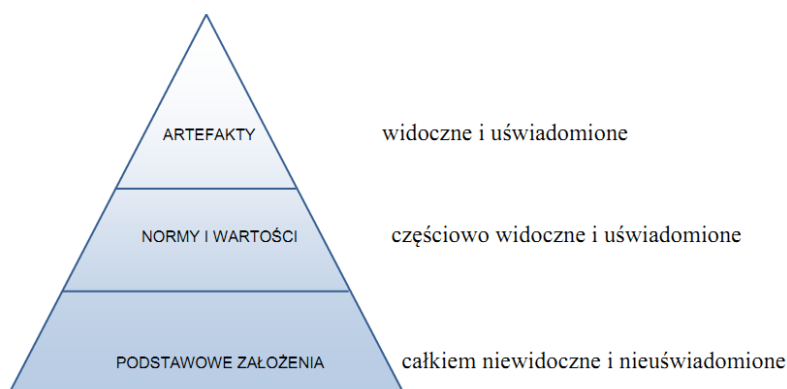 ARTEFAKTY widoczne i uświadomione
NORMY I WARTOŚCI częściowo widoczne i uświadomione
PODSTAWOWE ZAŁOŻENIA całkiem niewidoczne i nieuświadomione